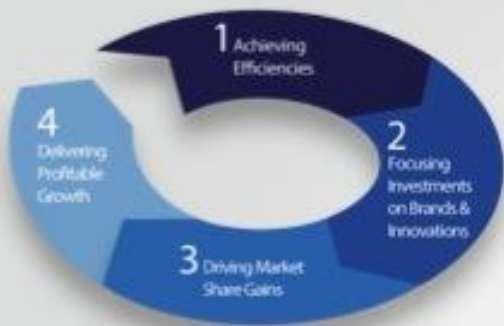 1 Achieving
Efficiencies
2
Focusing
Investments
on Brands &
Innovations
3 Driving Market
Share Gains
4
Delivering
Profitable
Growth